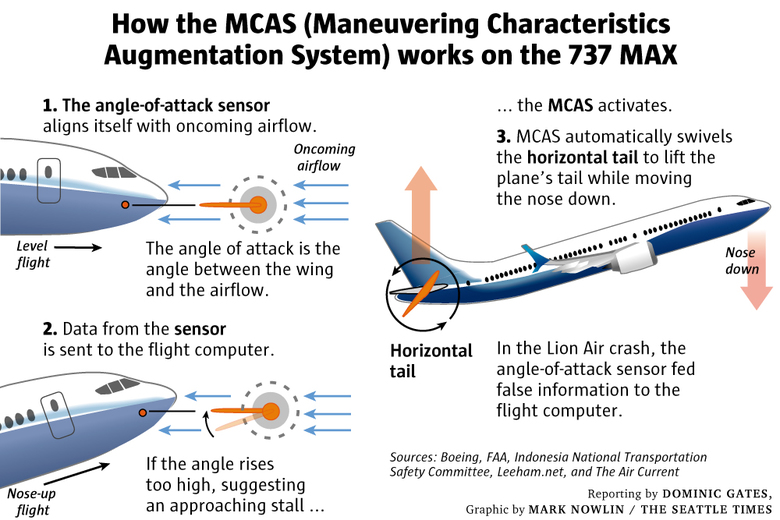 How the MCAS (Maneuvering Characteristics
Augmentation System) works on the 737 MAX
1. The angle-of-attack sensor
aligns itself with oncoming airflow.
Oncoming
airflow
Level
flight
The angle of attack is the
angle between the wing
and the airflow.
2. Data from the sensor
is sent to the flight computer.
Nose-up
flight
If the angle rises
too high, suggesting
an approaching stall ...
... the MCAS activates.
3. MCAS automatically swivels
the horizontal tail to lift the
plane's tail while moving
the nose down.
Nose
down
Horizontal
tail
In the Lion Air crash, the
angle-of-attack sensor fed
false information to the
flight computer.
Sources: Boeing, FAA, Indonesia National Transportation
Safety Committee, Leeham.net, and The Air Current
Reporting by DOMINIC GATES,
Graphic by MARK NOWLIN / THE SEATTLE TIMES